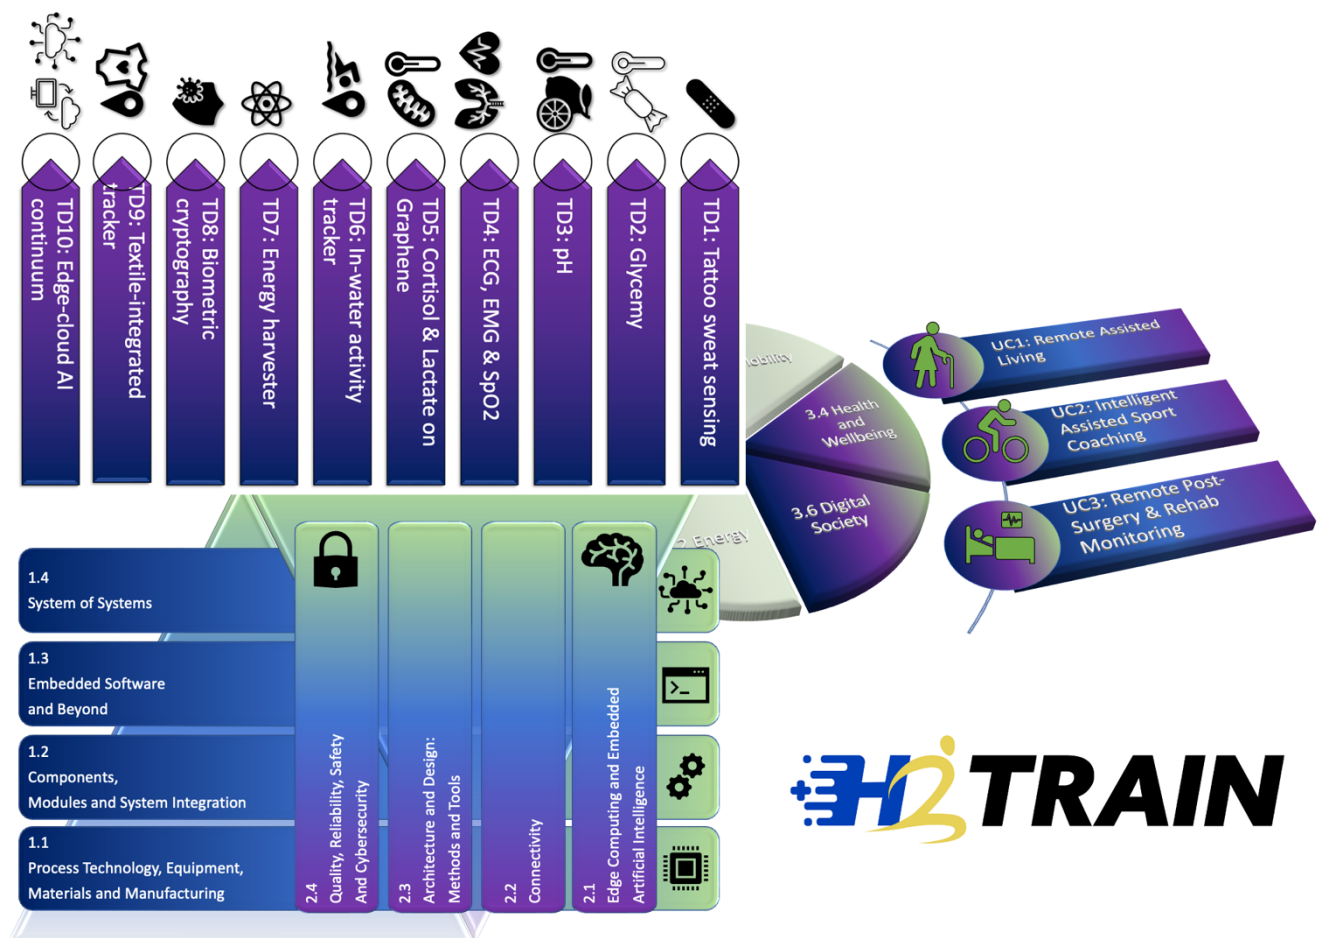 TD10: Edge-cloud AI
continuum
TD9: Textile-integrated
tracker
TD8: Biometric
cryptography
TD7: Energy harvester
TD6: In-water activity
tracker
TD5: Cortisol & Lactate on
Graphene
TD4: ECG, EMG & SpO2
TD3: pH
TD2: Glycemy
TD1: Tattoo sweat sensing
3.4 Health
and
Wellbeing
3.6 Digital
Society
Energy
UC1: Remote Assisted
Living
UC2: Intelligent
Assisted Sport
Coaching
UC3: Remote Post-
Surgery & Rehab
Monitoring
1.4
System of Systems
1.3
Embedded Software
and Beyond
1.2
Components,
Modules and System Integration
1.1
Process Technology, Equipment,
Materials and Manufacturing
2.4
Quality, Reliability, Safety
And Cybersecurity
2.3
Architecture and Design:
Methods and Tools
2.2
Connectivity
2.1
Edge Computing and Embedded
Artificial Intelligence
H2TRAIN